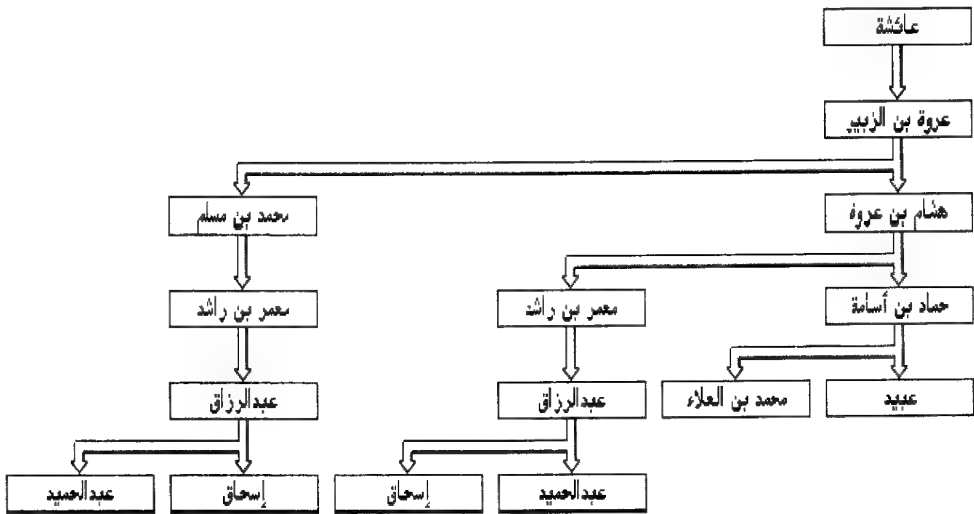 عائشة
عروة بن الزبير
هشام بن عروة
محمد بن مسلم
حماد بن أسامة
معمر بن راشد
معمر بن راشد
عبيد
محمد بن العلاء
عبدالرزاق
عبدالرزاق
عبدالحميد
إسحاق
إسحاق
عبدالحميد